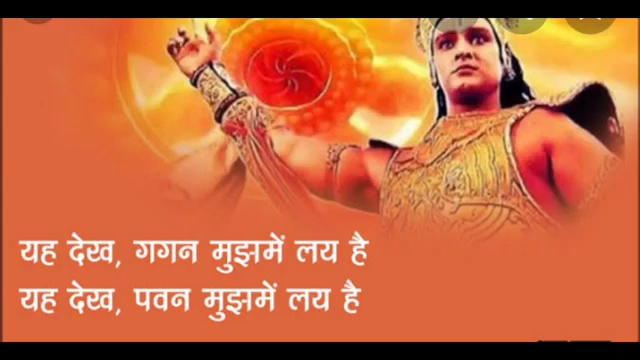 यह देख, गगन मुझमें लय है
यह देख, पवन मुझमें लय है